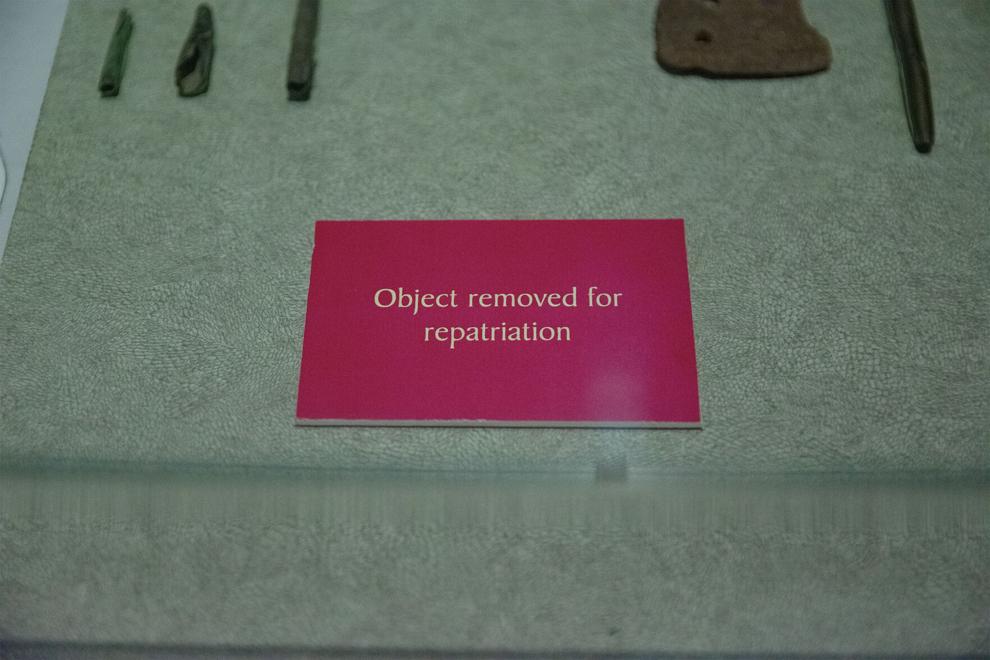 Object removed for
repatriation